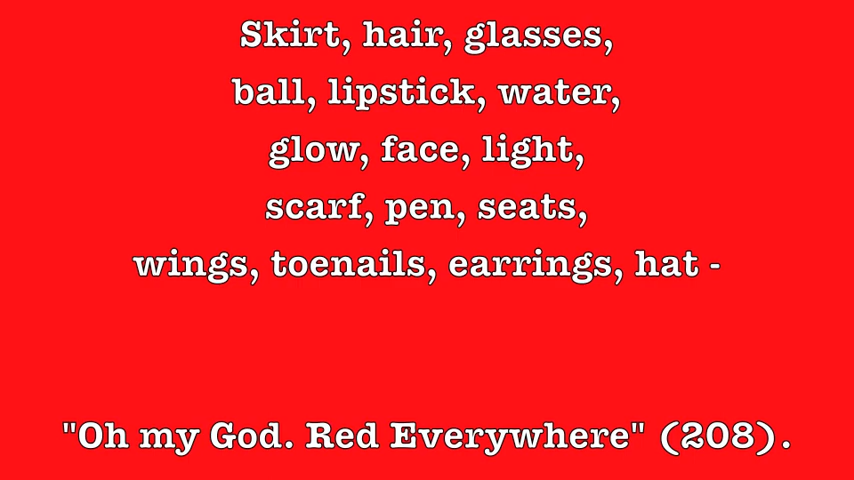 Skirt, hair, glasses,
ball, lipstick, water,
glow, face, light,
scarf, pen, seats,
wings, toenails, earrings, hat -
"Oh my God. Red Everywhere" (208).